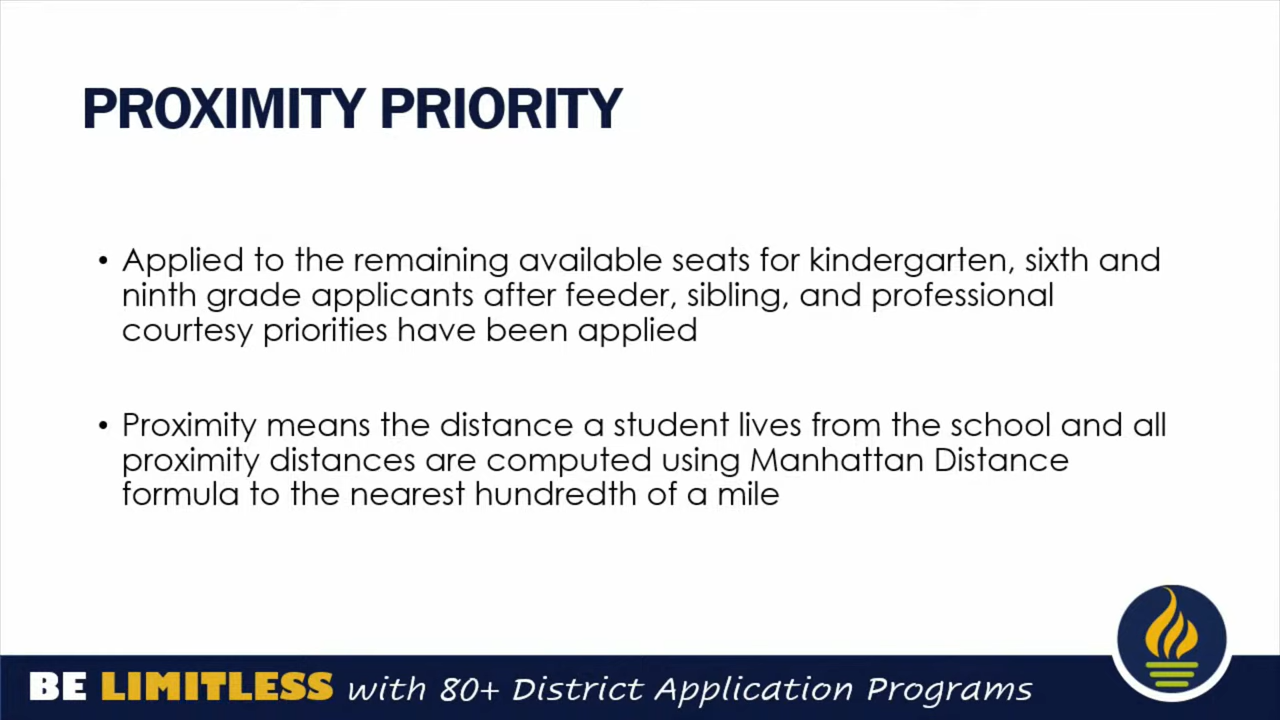 PROXIMITY PRIORITY
• Applied to the remaining available seats for kindergarten, sixth and
ninth grade applicants after feeder, sibling, and professional
courtesy priorities have been applied
• Proximity means the distance a student lives from the school and all
proximity distances are computed using Manhattan Distance
formula to the nearest hundredth of a mile
BE LIMITLESS with 80+ District Application Programs